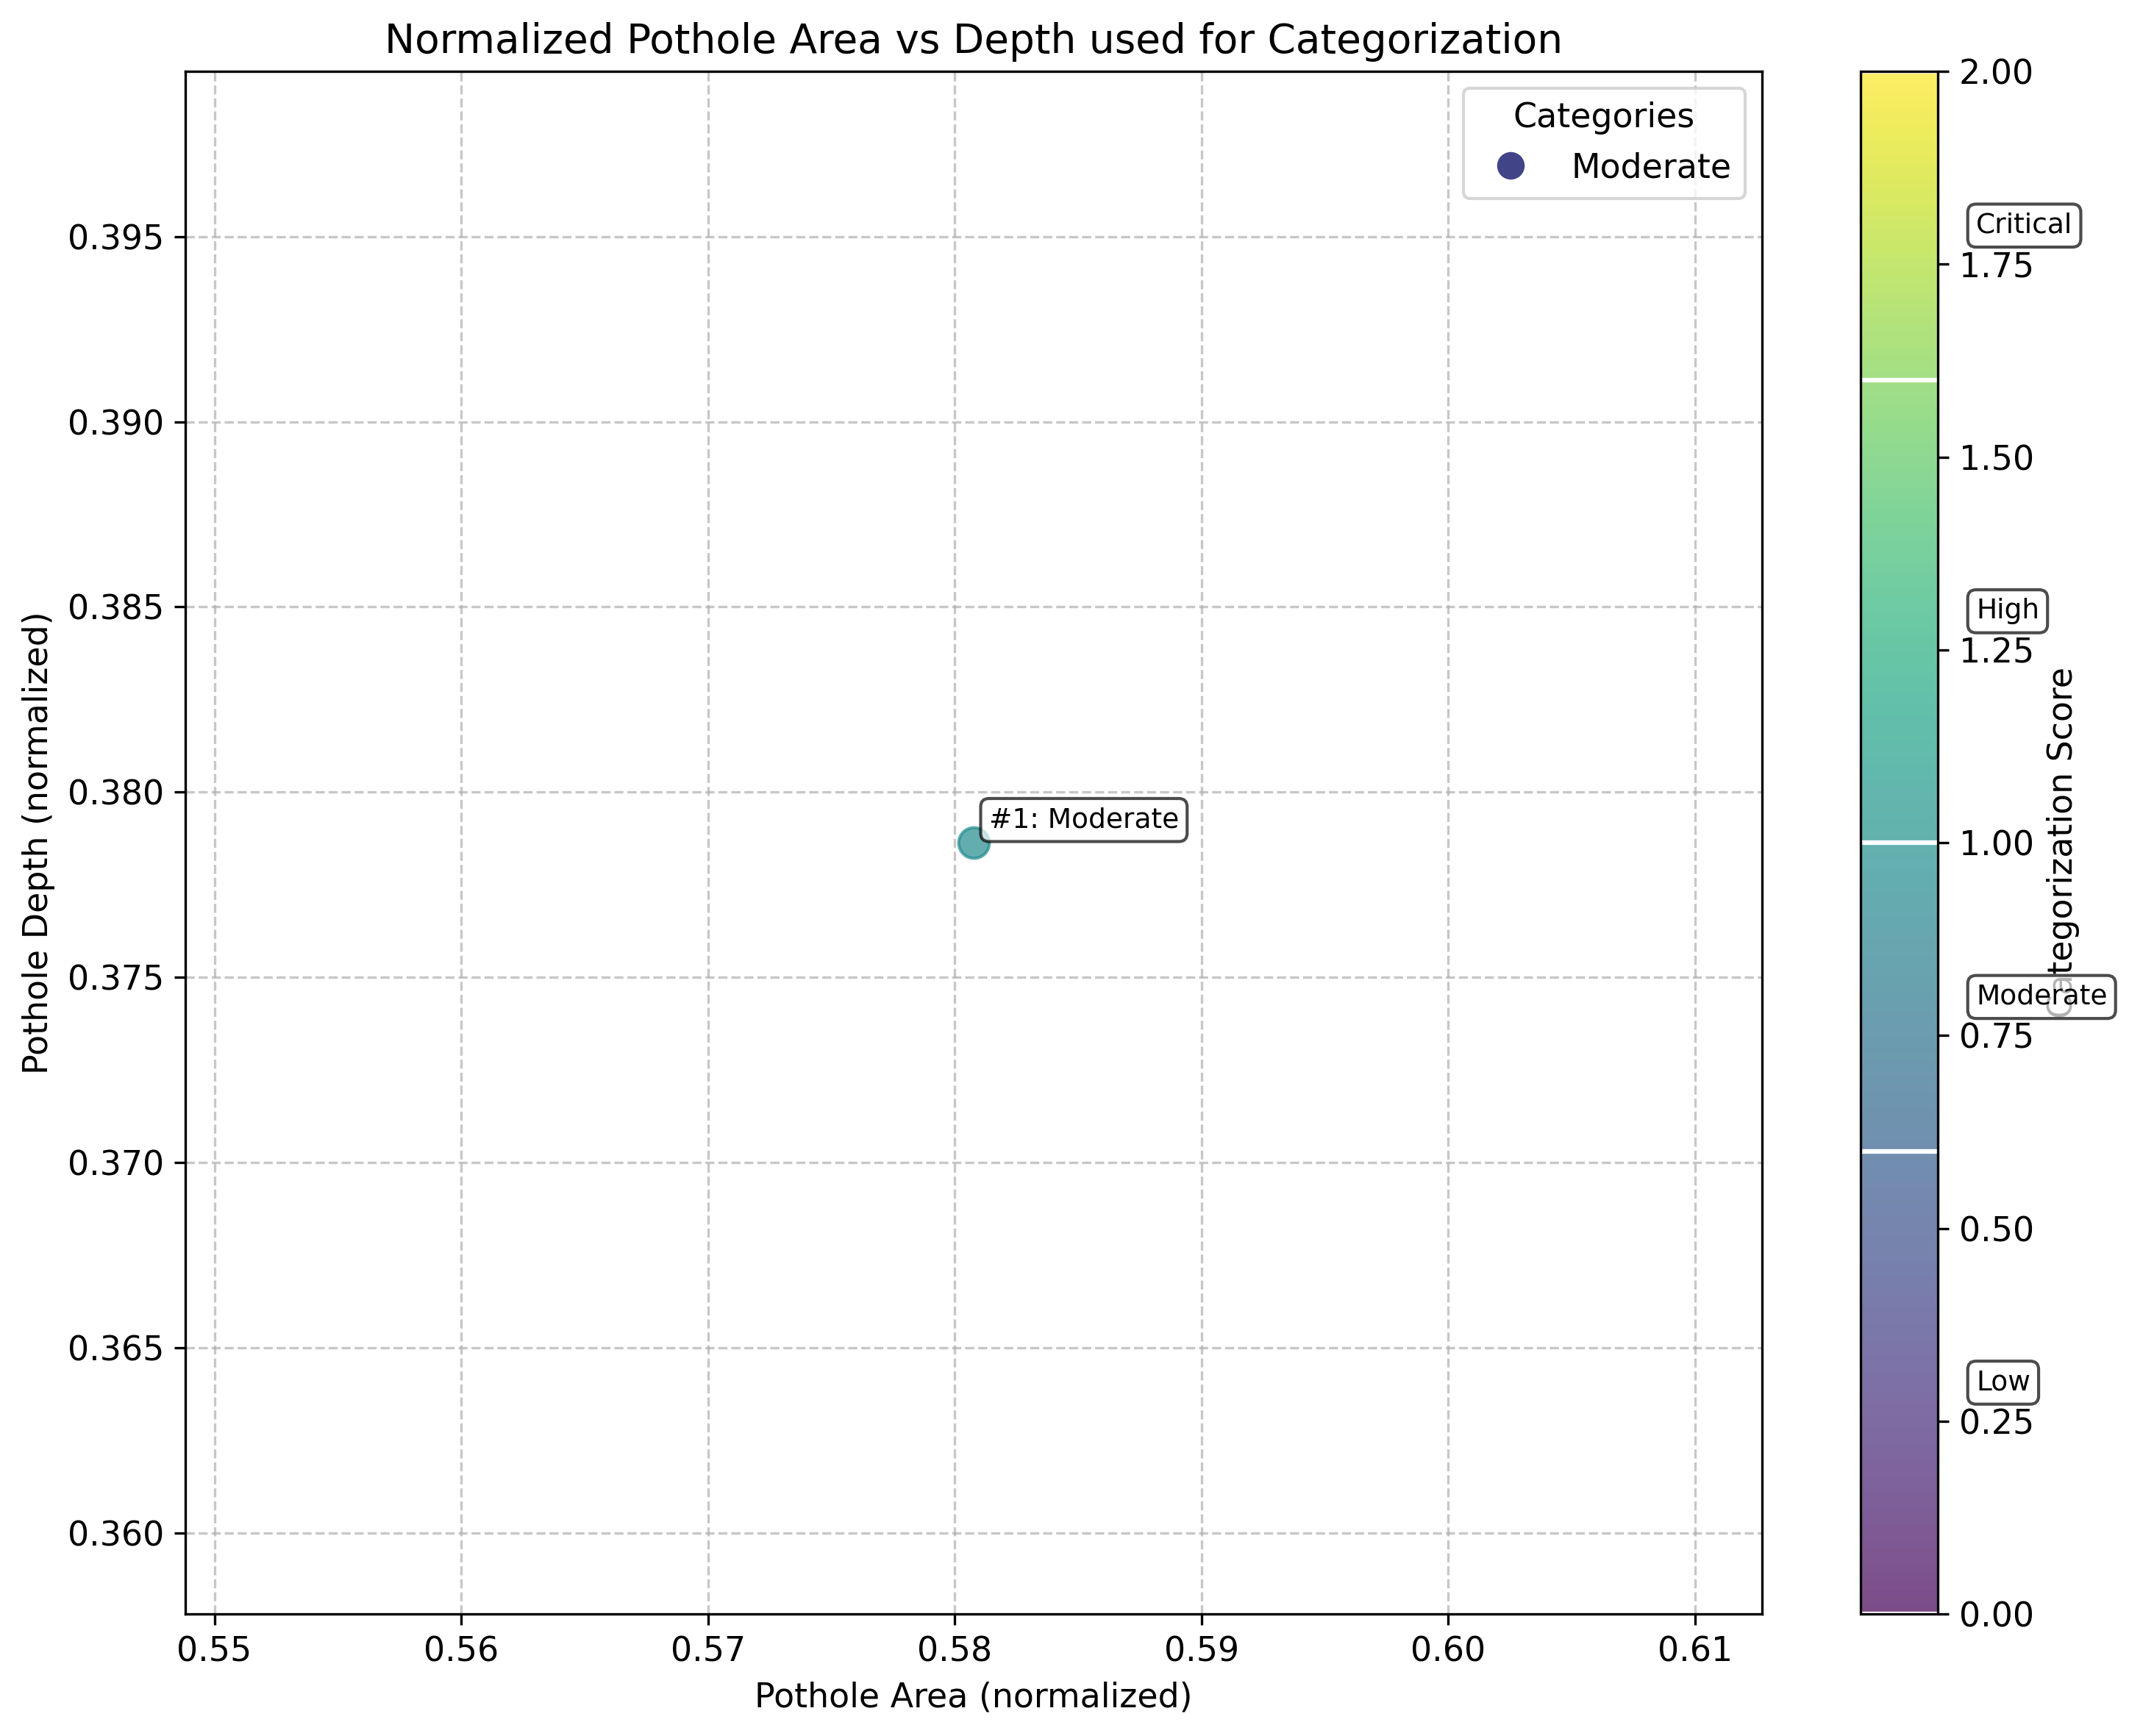 Normalized Pothole Area vs Depth used for Categorization
Categories
Moderate
0.395
0.390
0.385
0.380
0.375
0.370
0.365
0.360
Pothole Depth (normalized)
#1: Moderate
0.55 0.56 0.57 0.58 0.59 0.60 0.61
Pothole Area (normalized)
2.00
Critical
1.75
1.50
High
1.25
1.00
Moderate
0.75
0.50
Low
0.25
0.00
Categorization Score